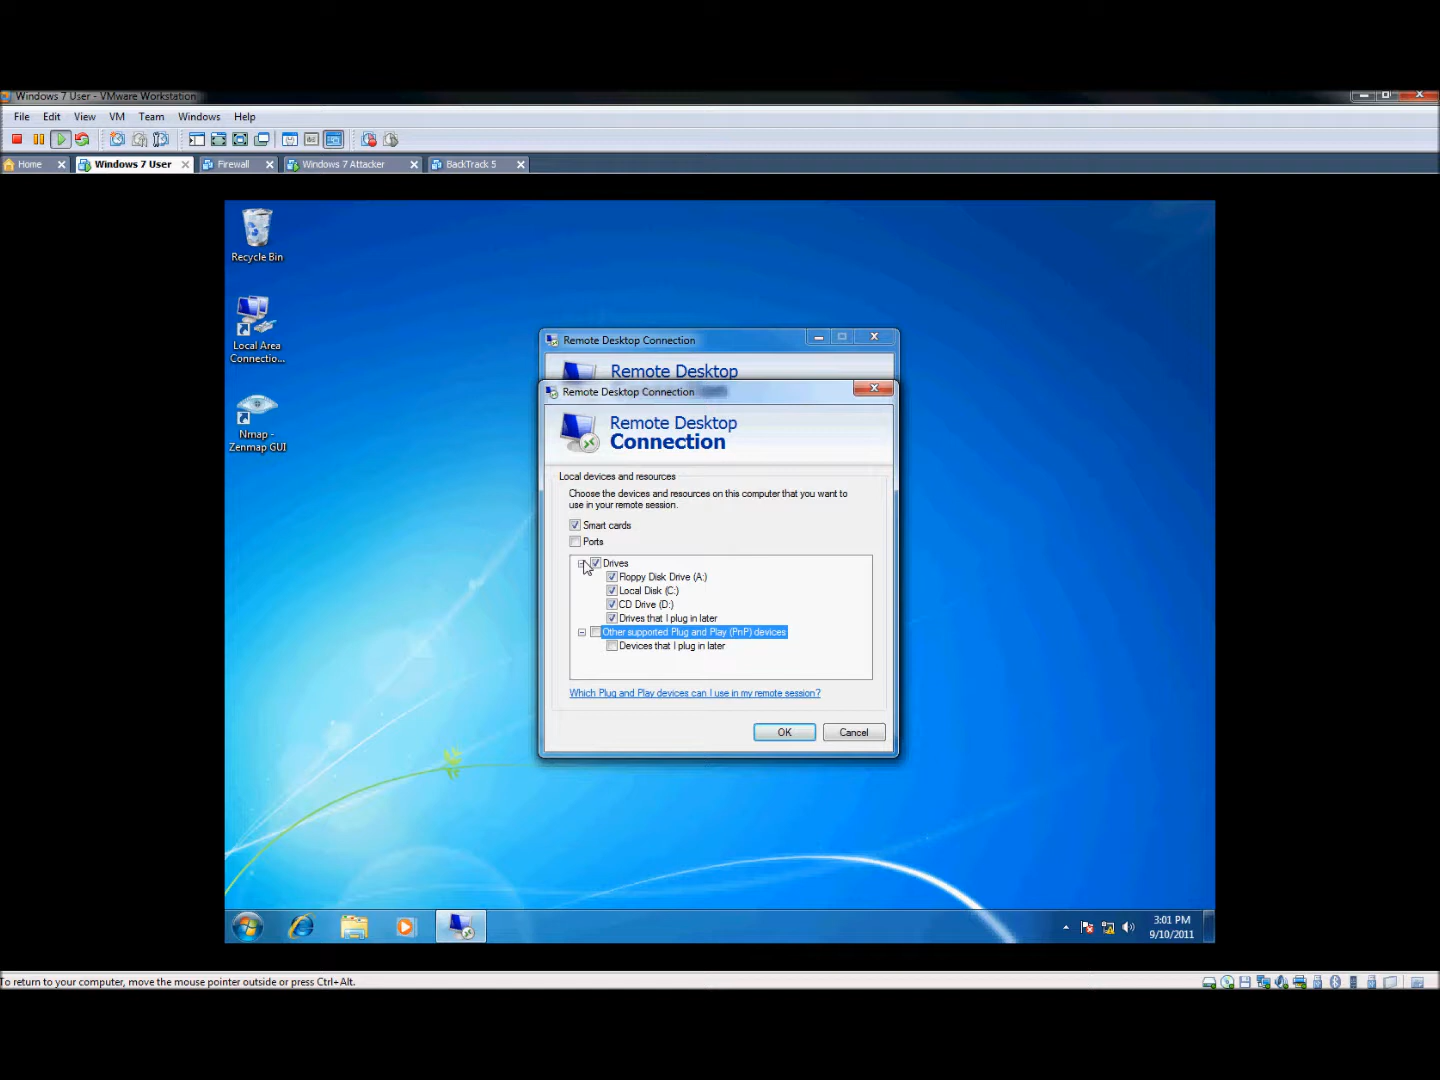 Windows 7 User - VMware Workstation
File Edit View VM Team Windows Help
Home Windows 7 User Firewall Windows 7 Attacker BackTrack 5
Recycle Bin
Local Area
Connectio...
Nmap -
Zenmap GUI
Remote Desktop Connection
Remote Desktop
Remote Desktop Connection
Remote Desktop
Connection
Local devices and resources
Choose the devices and resources on this computer that you want to
use in your remote session.
Smart cards
Ports
Drives
Floppy Disk Drive (A:)
Local Disk (C:)
CD Drive (D:)
Drives that I plug in later
Other supported Plug and Play (PnP) devices
Devices that I plug in later
Which Plug and Play devices can I use in my remote session?
OK Cancel
3:01 PM
9/10/2011
To return to your computer, move the mouse pointer outside or press Ctrl+Alt.